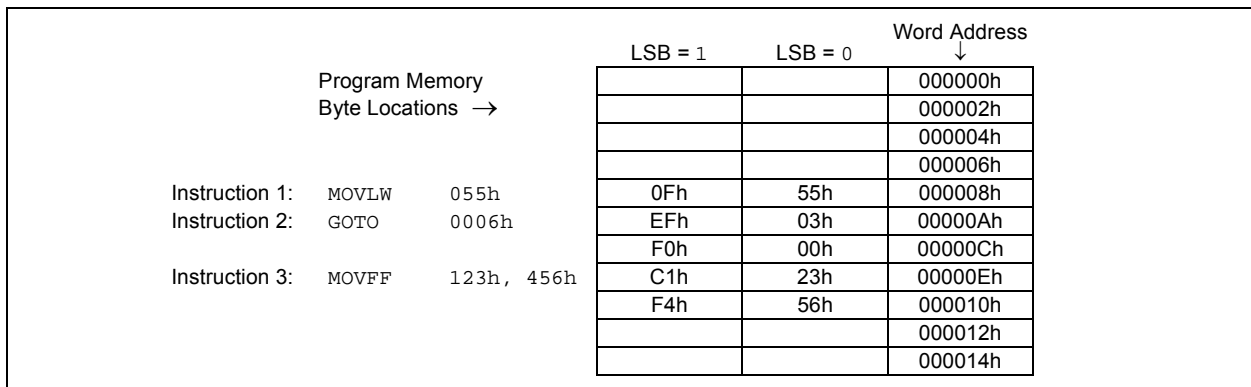 Word Address
LSB = 1 LSB = 0 ↓
Program Memory 000000h
Byte Locations → 000002h
000004h
000006h
Instruction 1: MOVLW 055h 0Fh 55h 000008h
Instruction 2: GOTO 0006h EFh 03h 00000Ah
F0h 00h 00000Ch
Instruction 3: MOVFF 123h, 456h C1h 23h 00000Eh
F4h 56h 000010h
000012h
000014h